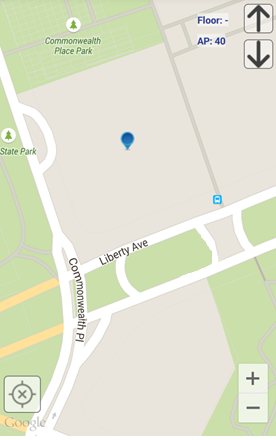 Floor: -
AP: 40
Commonwealth
Place Park
State Park
Liberty Ave
Commonwealth Pl
Google